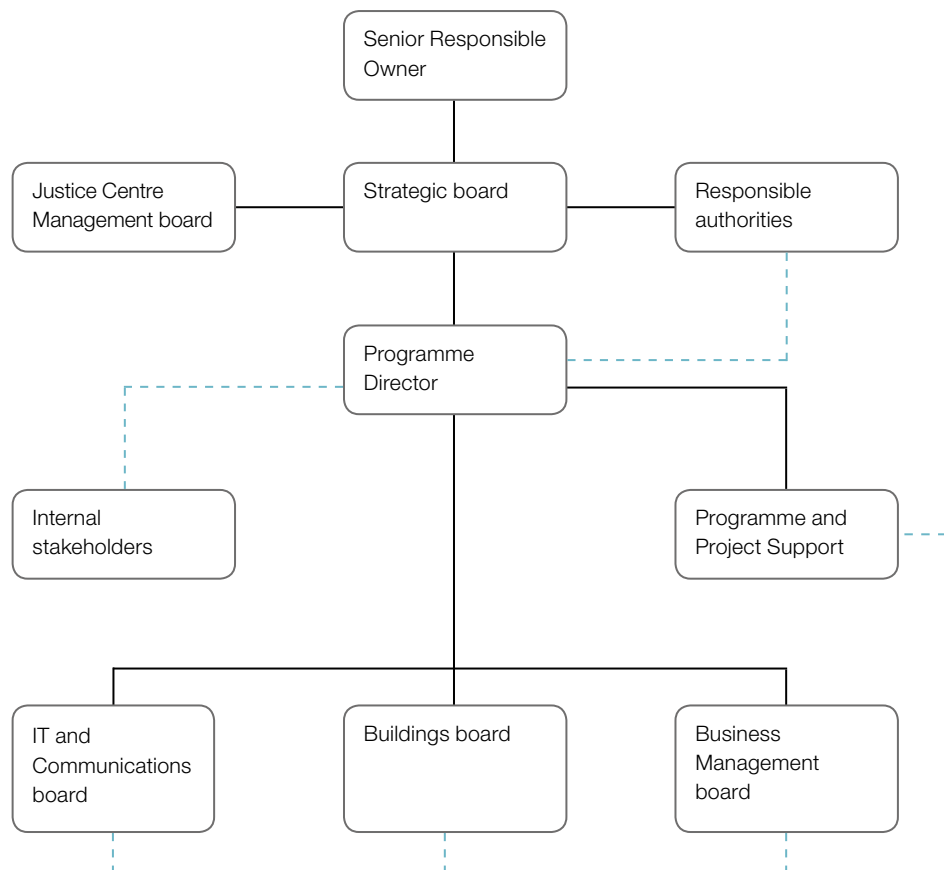 Senior Responsible
Owner
Justice Centre
Management board
Strategic board
Responsible
authorities
Programme
Director
Internal
stakeholders
Programme and
Project Support
IT and
Communications
board
Buildings board
Business
Management
board